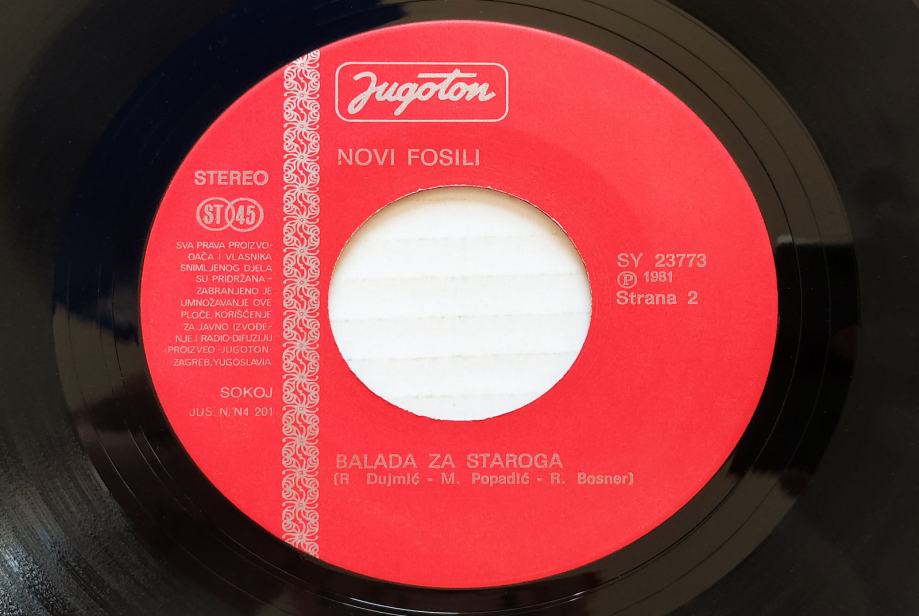 Jugoton
NOVI FOSILI
STEREO
ST 45
SVA PRAVA PROIZVO-
ĐAČA I VLASNIKA
SNIMLJENOG DJELA
SU PRIDRŽANA -
ZABRANJENO JE
UMNOŽAVANJE OVE
PLOČE, KORIŠĆENJE
ZA JAVNO IZVOĐE-
NJE I RADIO-DIFUZIJU
PROIZVEO-JUGOTON-
ZAGREB, YUGOSLAVIA
SOKOJ
JUS. N. N4 201
SY 23773
Ⓟ 1981
Strana 2
BALADA ZA STAROGA
(R Dujmić - M. Popadić - R. Bosner)